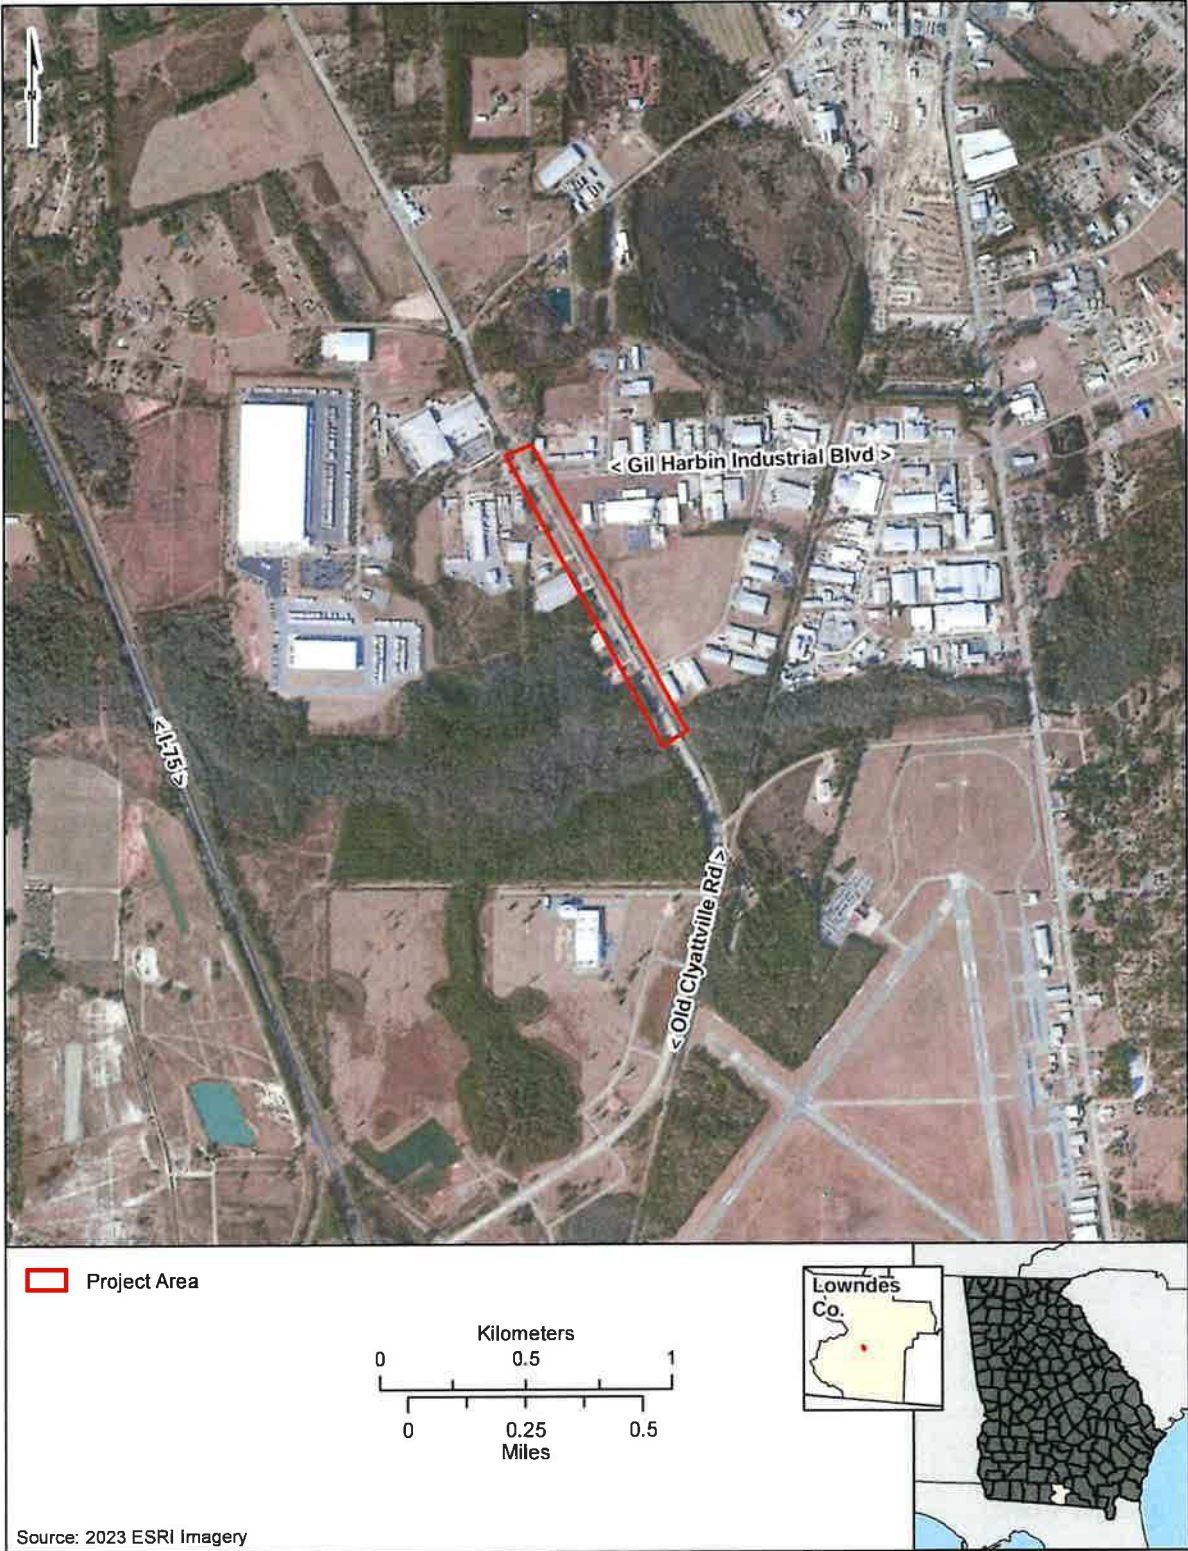 N
< Gil Harbin Industrial Blvd >
< I-75 >
< Old Clyattville Rd >
Project Area
Kilometers
0 0.5 1
0 0.25 0.5
Miles
Lowndes
Co.
Source: 2023 ESRI Imagery